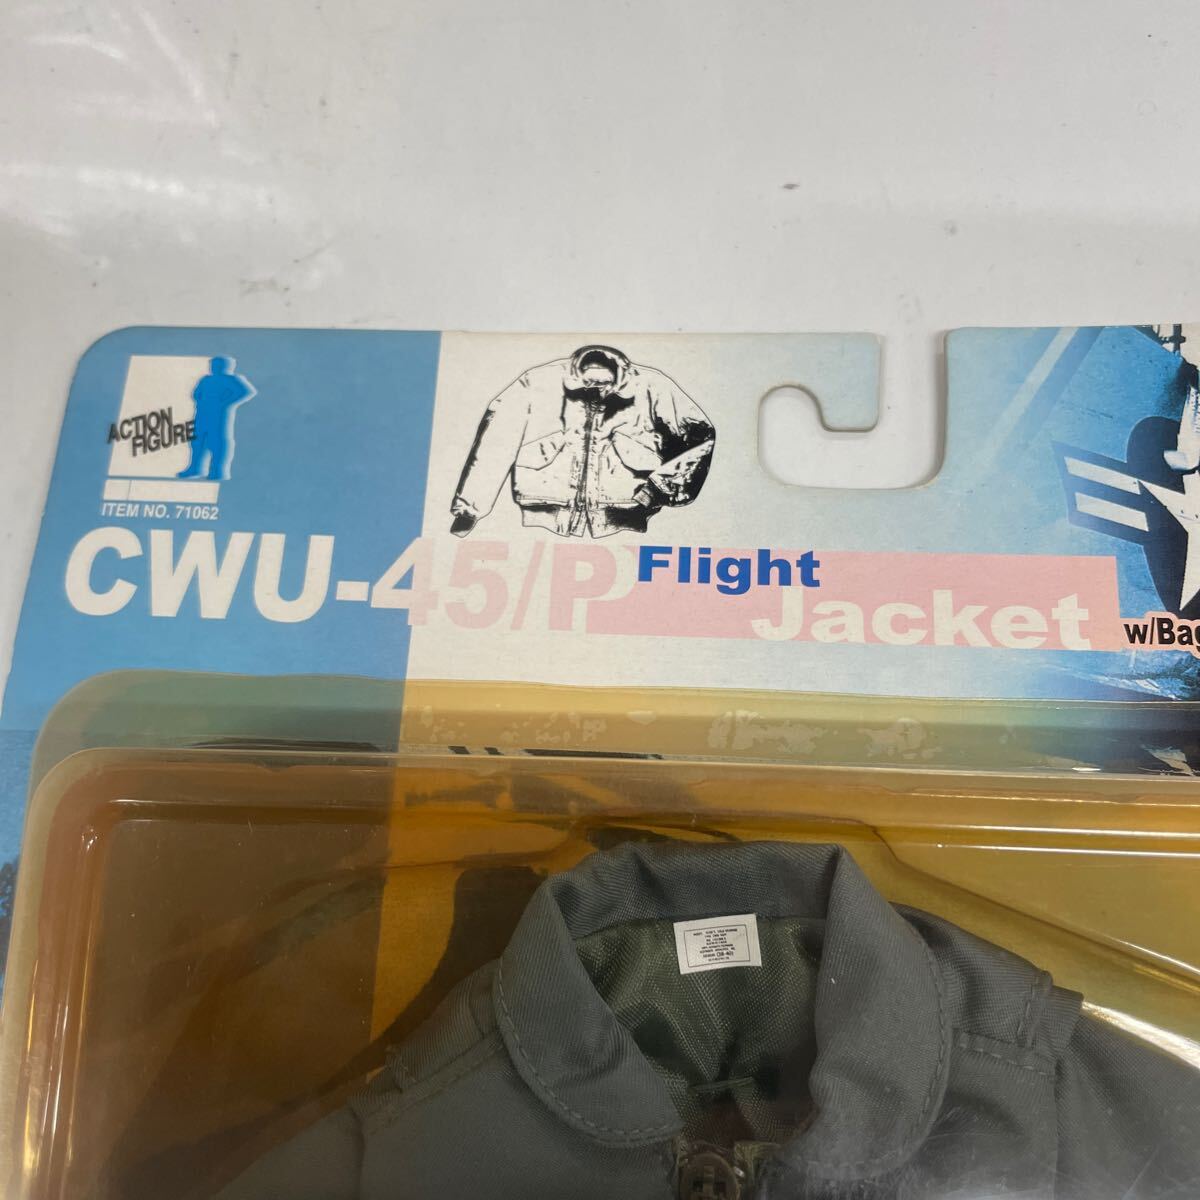 ACTION
FIGURE
ITEM NO. 71062
CWU-45/P Flight
Jacket
w/Bag